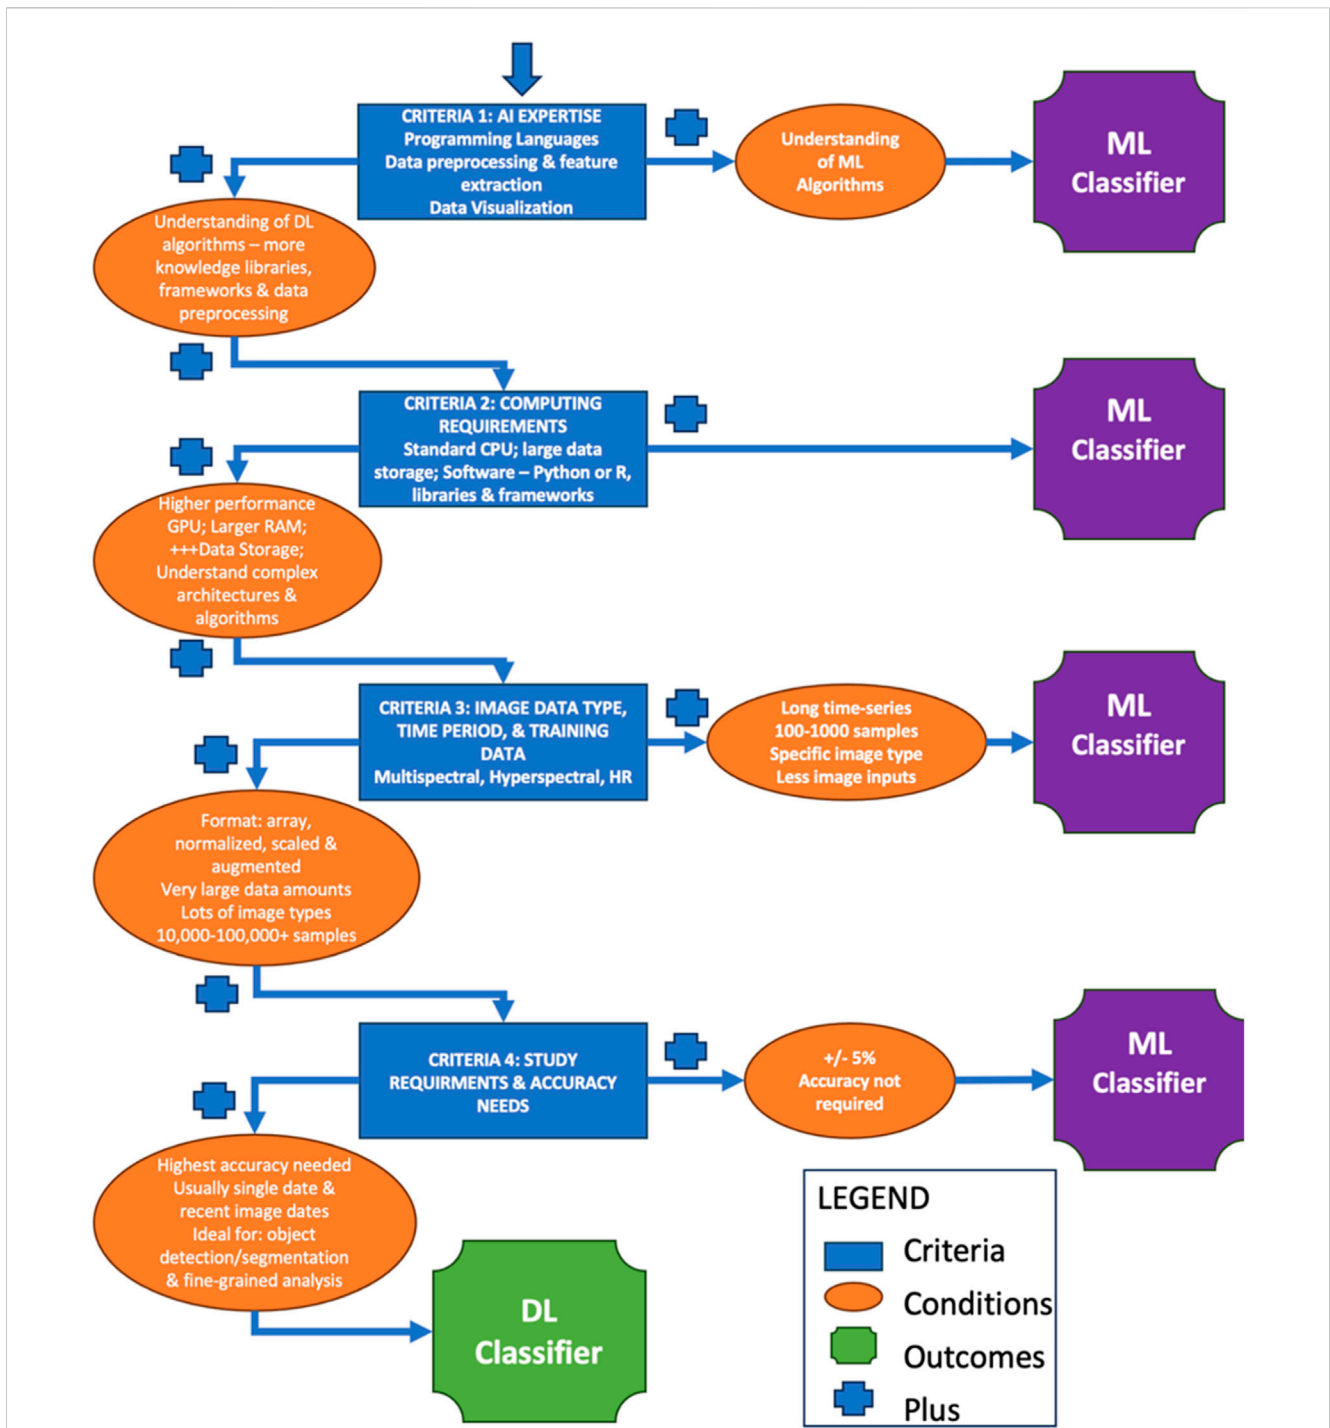 CRITERIA 1: AI EXPERTISE
Programming Languages
Data preprocessing & feature
extraction
Data Visualization
Understanding
of ML
Algorithms
ML
Classifier
Understanding of DL
algorithms – more
knowledge libraries,
frameworks & data
preprocessing
CRITERIA 2: COMPUTING
REQUIREMENTS
Standard CPU; large data
storage; Software – Python or R,
libraries & frameworks
ML
Classifier
Higher performance
GPU; Larger RAM;
+++Data Storage;
Understand complex
architectures &
algorithms
CRITERIA 3: IMAGE DATA TYPE,
TIME PERIOD, & TRAINING
DATA
Multispectral, Hyperspectral, HR
Long time-series
100-1000 samples
Specific image type
Less image inputs
ML
Classifier
Format: array,
normalized, scaled &
augmented
Very large data amounts
Lots of image types
10,000-100,000+ samples
CRITERIA 4: STUDY
REQUIRMENTS & ACCURACY
NEEDS
+/- 5%
Accuracy not
required
ML
Classifier
Highest accuracy needed
Usually single date &
recent image dates
Ideal for: object
detection/segmentation
& fine-grained analysis
DL
Classifier
LEGEND
Criteria
Conditions
Outcomes
Plus